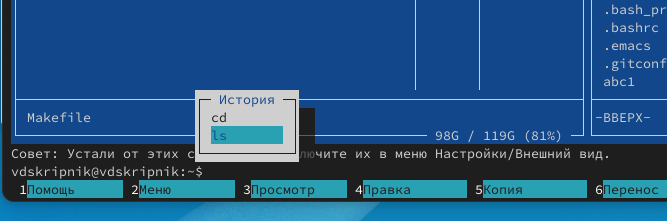 .bash_pr
.bashrc
.emacs
.gitconf
abc1
История
cd
ls
Makefile
-ВВЕРХ-
98G / 119G (81%)
Совет: Устали от этих с лючите их в меню Настройки/Внешний вид.
vdskripnik@vdskripnik:~$
1Помощь 2Меню 3Просмотр 4Правка 5Копия 6Перенос